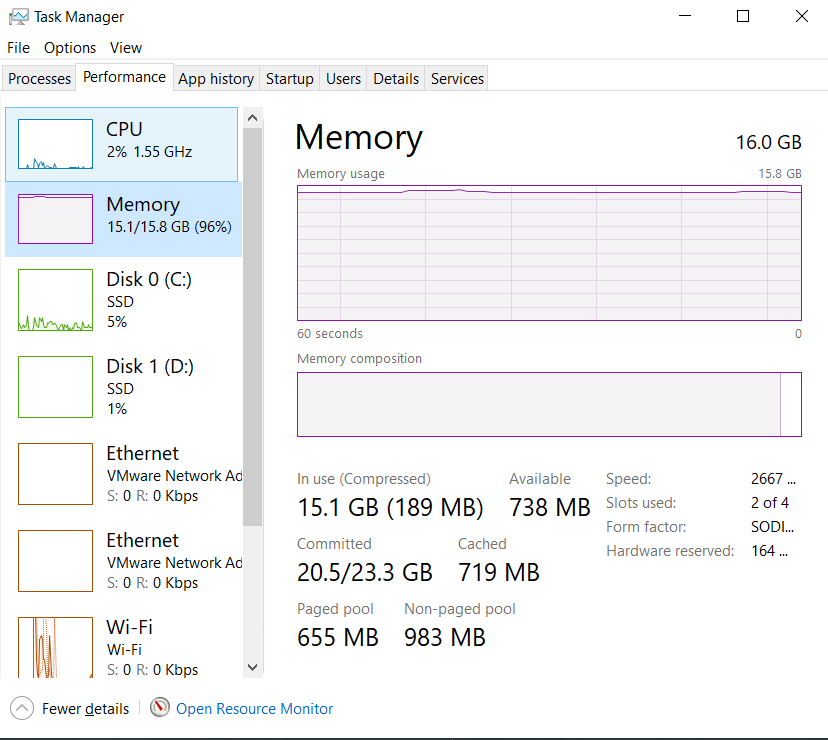 Task Manager
File Options View
Processes Performance App history Startup Users Details Services
CPU
2% 1.55 GHz
Memory
15.1/15.8 GB (96%)
Disk 0 (C:)
SSD
5%
Disk 1 (D:)
SSD
1%
Ethernet
VMware Network Ad
S: 0 R: 0 Kbps
Ethernet
VMware Network Ad
S: 0 R: 0 Kbps
Wi-Fi
Wi-Fi
S: 0 R: 0 Kbps
Memory 16.0 GB
Memory usage 15.8 GB
60 seconds 0
Memory composition
In use (Compressed) Available
15.1 GB (189 MB) 738 MB
Committed Cached
20.5/23.3 GB 719 MB
Paged pool Non-paged pool
655 MB 983 MB
Speed: 2667 ...
Slots used: 2 of 4
Form factor: SODI...
Hardware reserved: 164 ...
Fewer details Open Resource Monitor